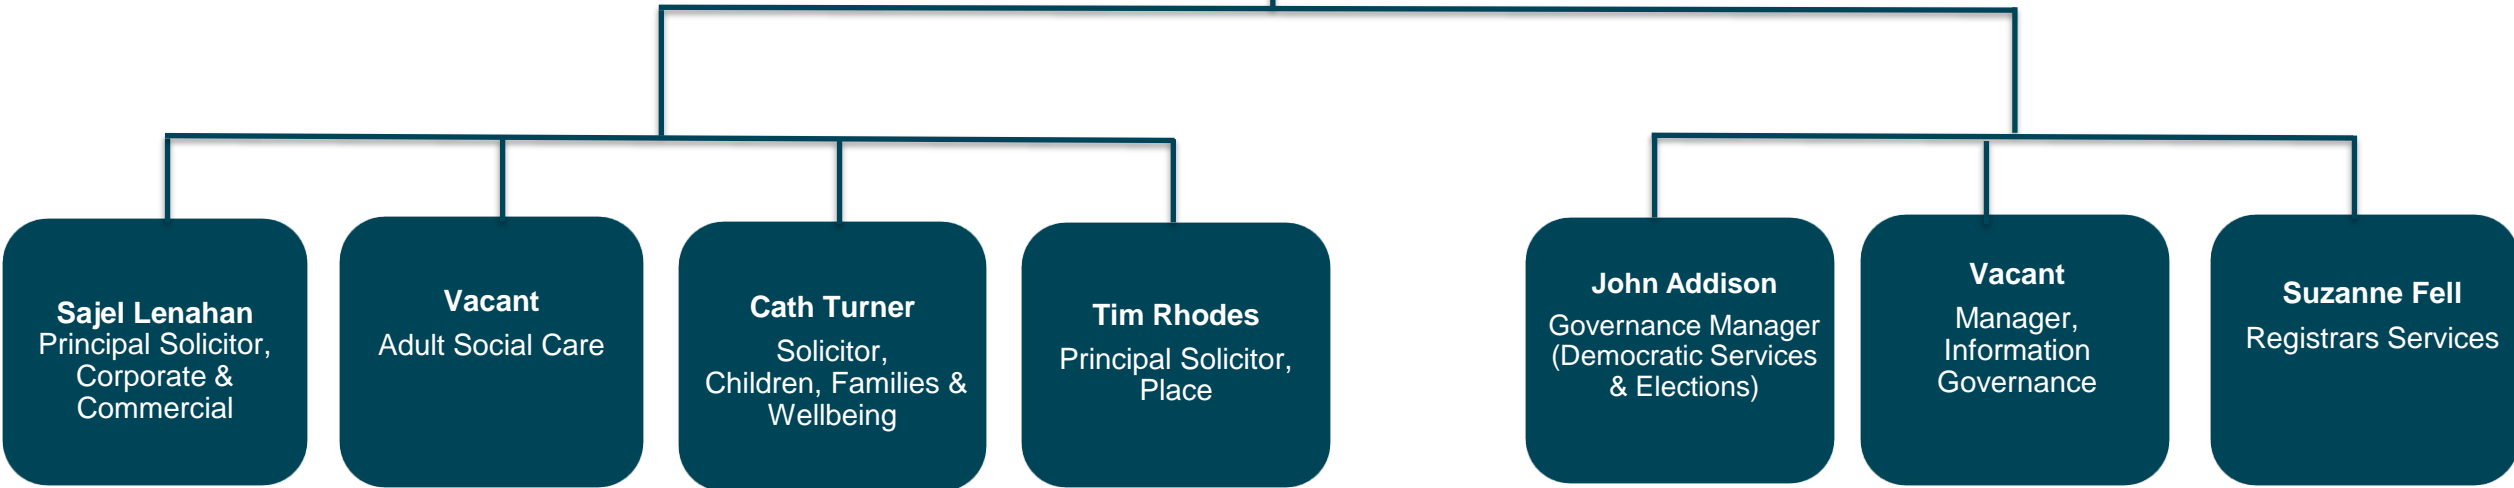 Sajel Lenahan
Principal Solicitor,
Corporate &
Commercial
Vacant
Adult Social Care
Cath Turner
Solicitor,
Children, Families &
Wellbeing
Tim Rhodes
Principal Solicitor,
Place
John Addison
Governance Manager
(Democratic Services
& Elections)
Vacant
Manager,
Information
Governance
Suzanne Fell
Registrars Services